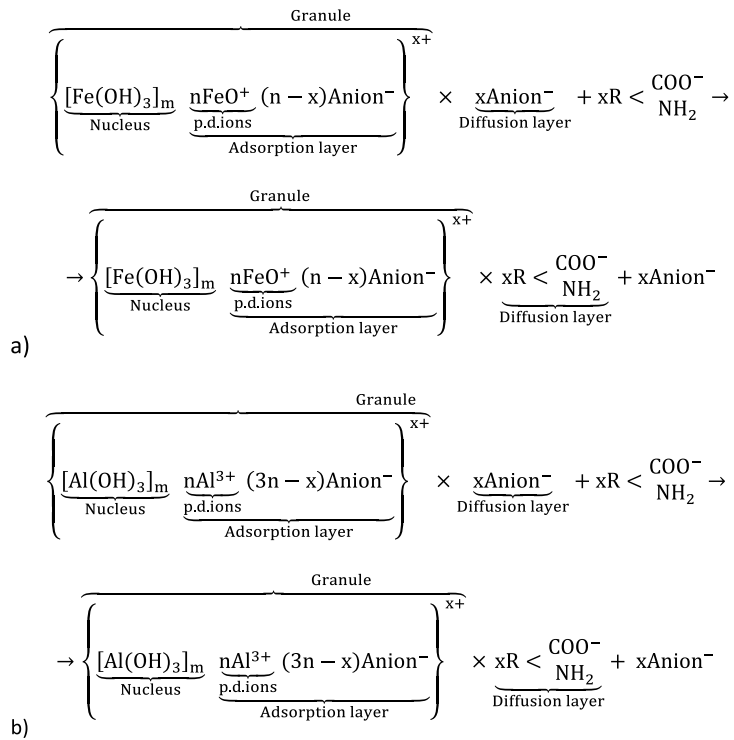 Granule
{[Fe(OH)₃]ₘ nFeO⁺ (n − x)Anion⁻}ˣ⁺ × xAnion⁻ + xR < COO⁻ NH₂ →
Nucleus p.d.ions Diffusion layer
Adsorption layer
Granule
→ {[Fe(OH)₃]ₘ nFeO⁺ (n − x)Anion⁻}ˣ⁺ × xR < COO⁻ NH₂ + xAnion⁻
Nucleus p.d.ions Diffusion layer
Adsorption layer
a)
Granule
{[Al(OH)₃]ₘ nAl³⁺ (3n − x)Anion⁻}ˣ⁺ × xAnion⁻ + xR < COO⁻ NH₂ →
Nucleus p.d.ions Diffusion layer
Adsorption layer
Granule
→ {[Al(OH)₃]ₘ nAl³⁺ (3n − x)Anion⁻}ˣ⁺ × xR < COO⁻ NH₂ + xAnion⁻
Nucleus p.d.ions Diffusion layer
Adsorption layer
b)